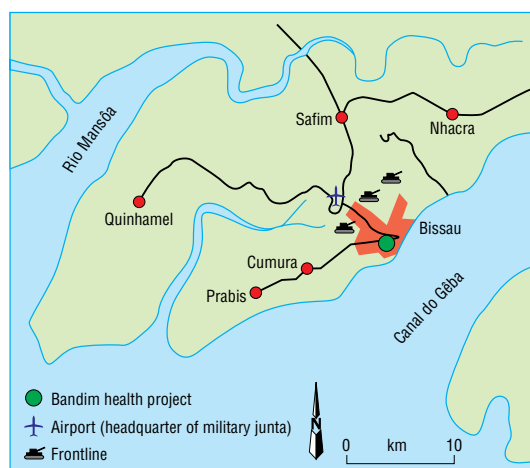 Rio Mansôa
Safim
Nhacra
Quinhamel
Bissau
Cumura
Prabis
Canal do Gêba
Bandim health project
Airport (headquarter of military junta)
Frontline
N
0 km 10